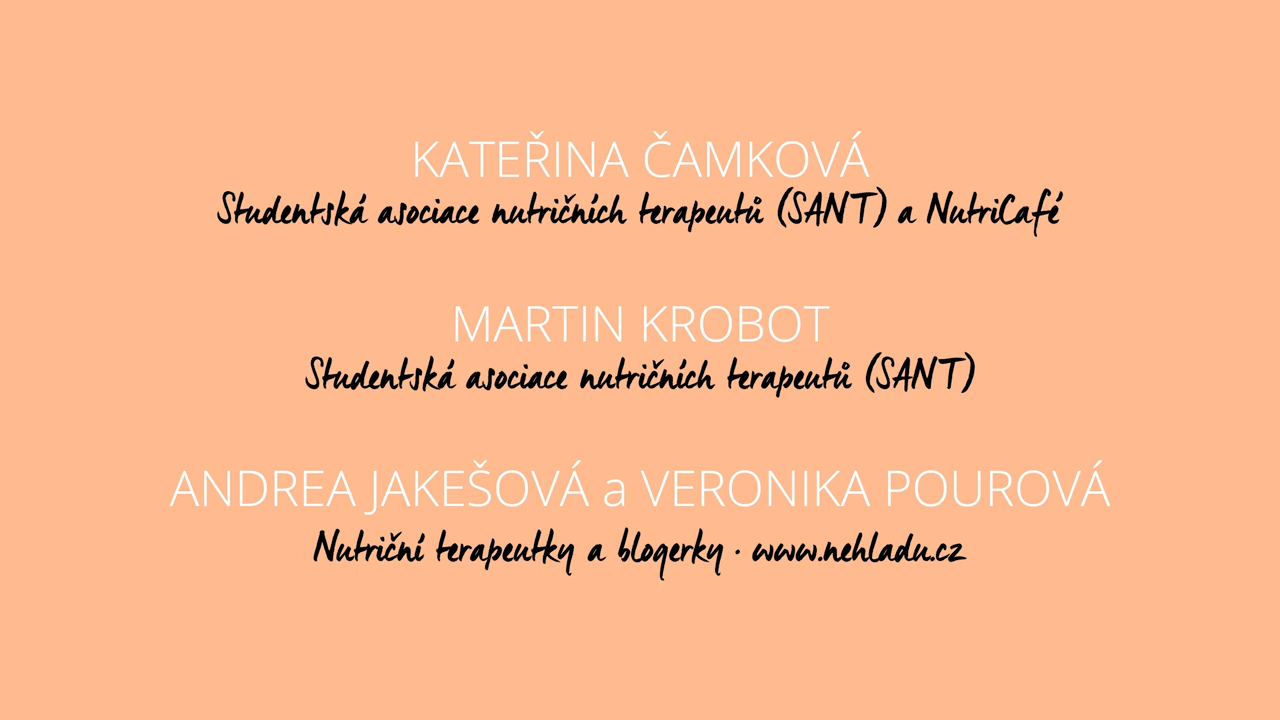 KATEŘINA ČAMKOVÁ
Studentská asociace nutričních terapeutů (SANT) a NutriCafé
MARTIN KROBOT
Studentská asociace nutričních terapeutů (SANT)
ANDREA JAKEŠOVÁ a VERONIKA POUROVÁ
Nutriční terapeutky a blogerky · www.nehladu.cz